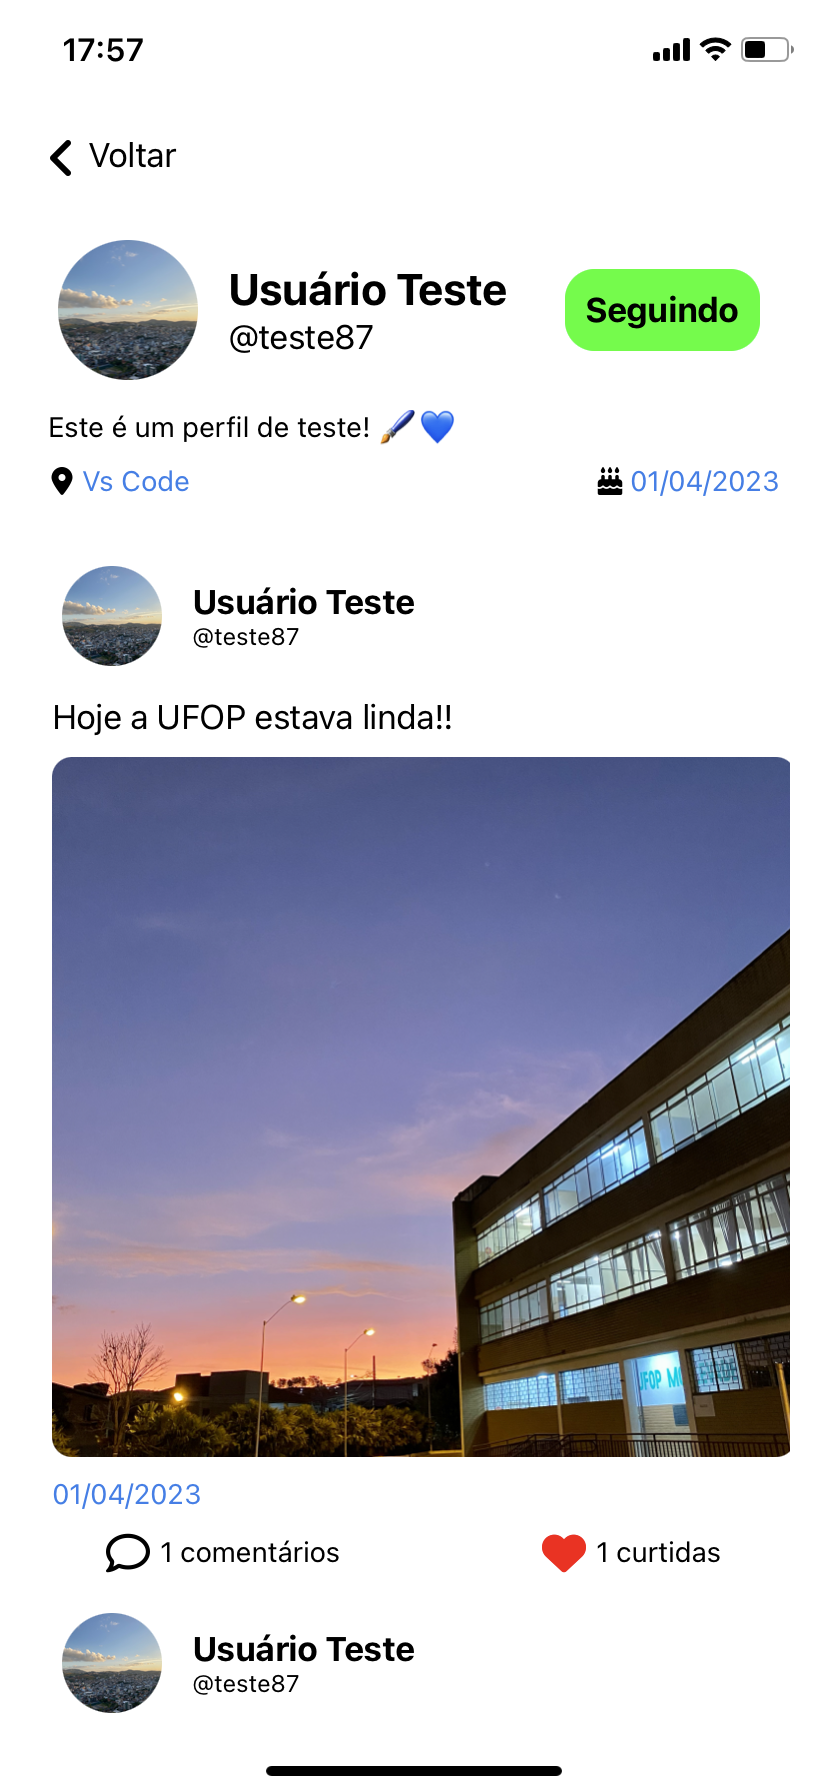 17:57
Voltar
Usuário Teste
@teste87
Seguindo
Este é um perfil de teste! 🖌️💙
Vs Code
01/04/2023
Usuário Teste
@teste87
Hoje a UFOP estava linda!!
UFOP
01/04/2023
1 comentários
1 curtidas
Usuário Teste
@teste87